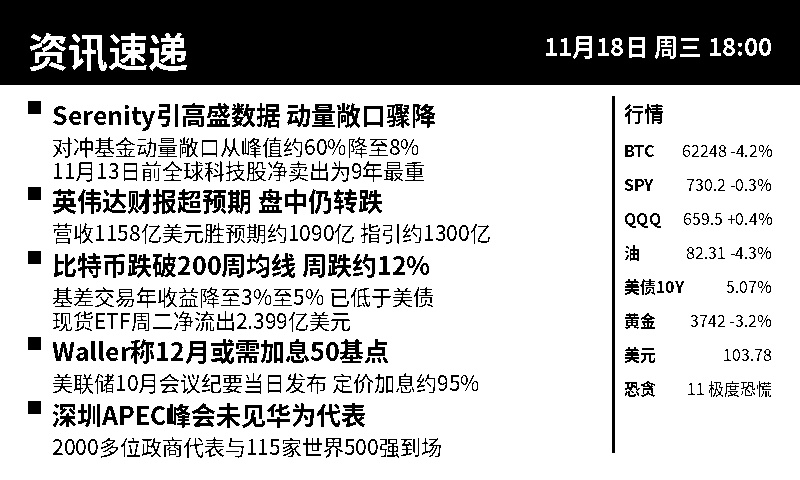 资讯速递
11月18日 周三 18:00
Serenity引高盛数据 动量敞口骤降
对冲基金动量敞口从峰值约60%降至8%
11月13日前全球科技股净卖出为9年最重
英伟达财报超预期 盘中仍转跌
营收1158亿美元胜预期约1090亿 指引约1300亿
比特币跌破200周均线 周跌约12%
基差交易年收益降至3%至5% 已低于美债
现货ETF周二净流出2.399亿美元
Waller称12月或需加息50基点
美联储10月会议纪要当日发布 定价加息约95%
深圳APEC峰会未见华为代表
2000多位政商代表与115家世界500强到场
行情
BTC 62248 -4.2%
SPY 730.2 -0.3%
QQQ 659.5 +0.4%
油 82.31 -4.3%
美债10Y 5.07%
黄金 3742 -3.2%
美元 103.78
恐贪 11 极度恐慌